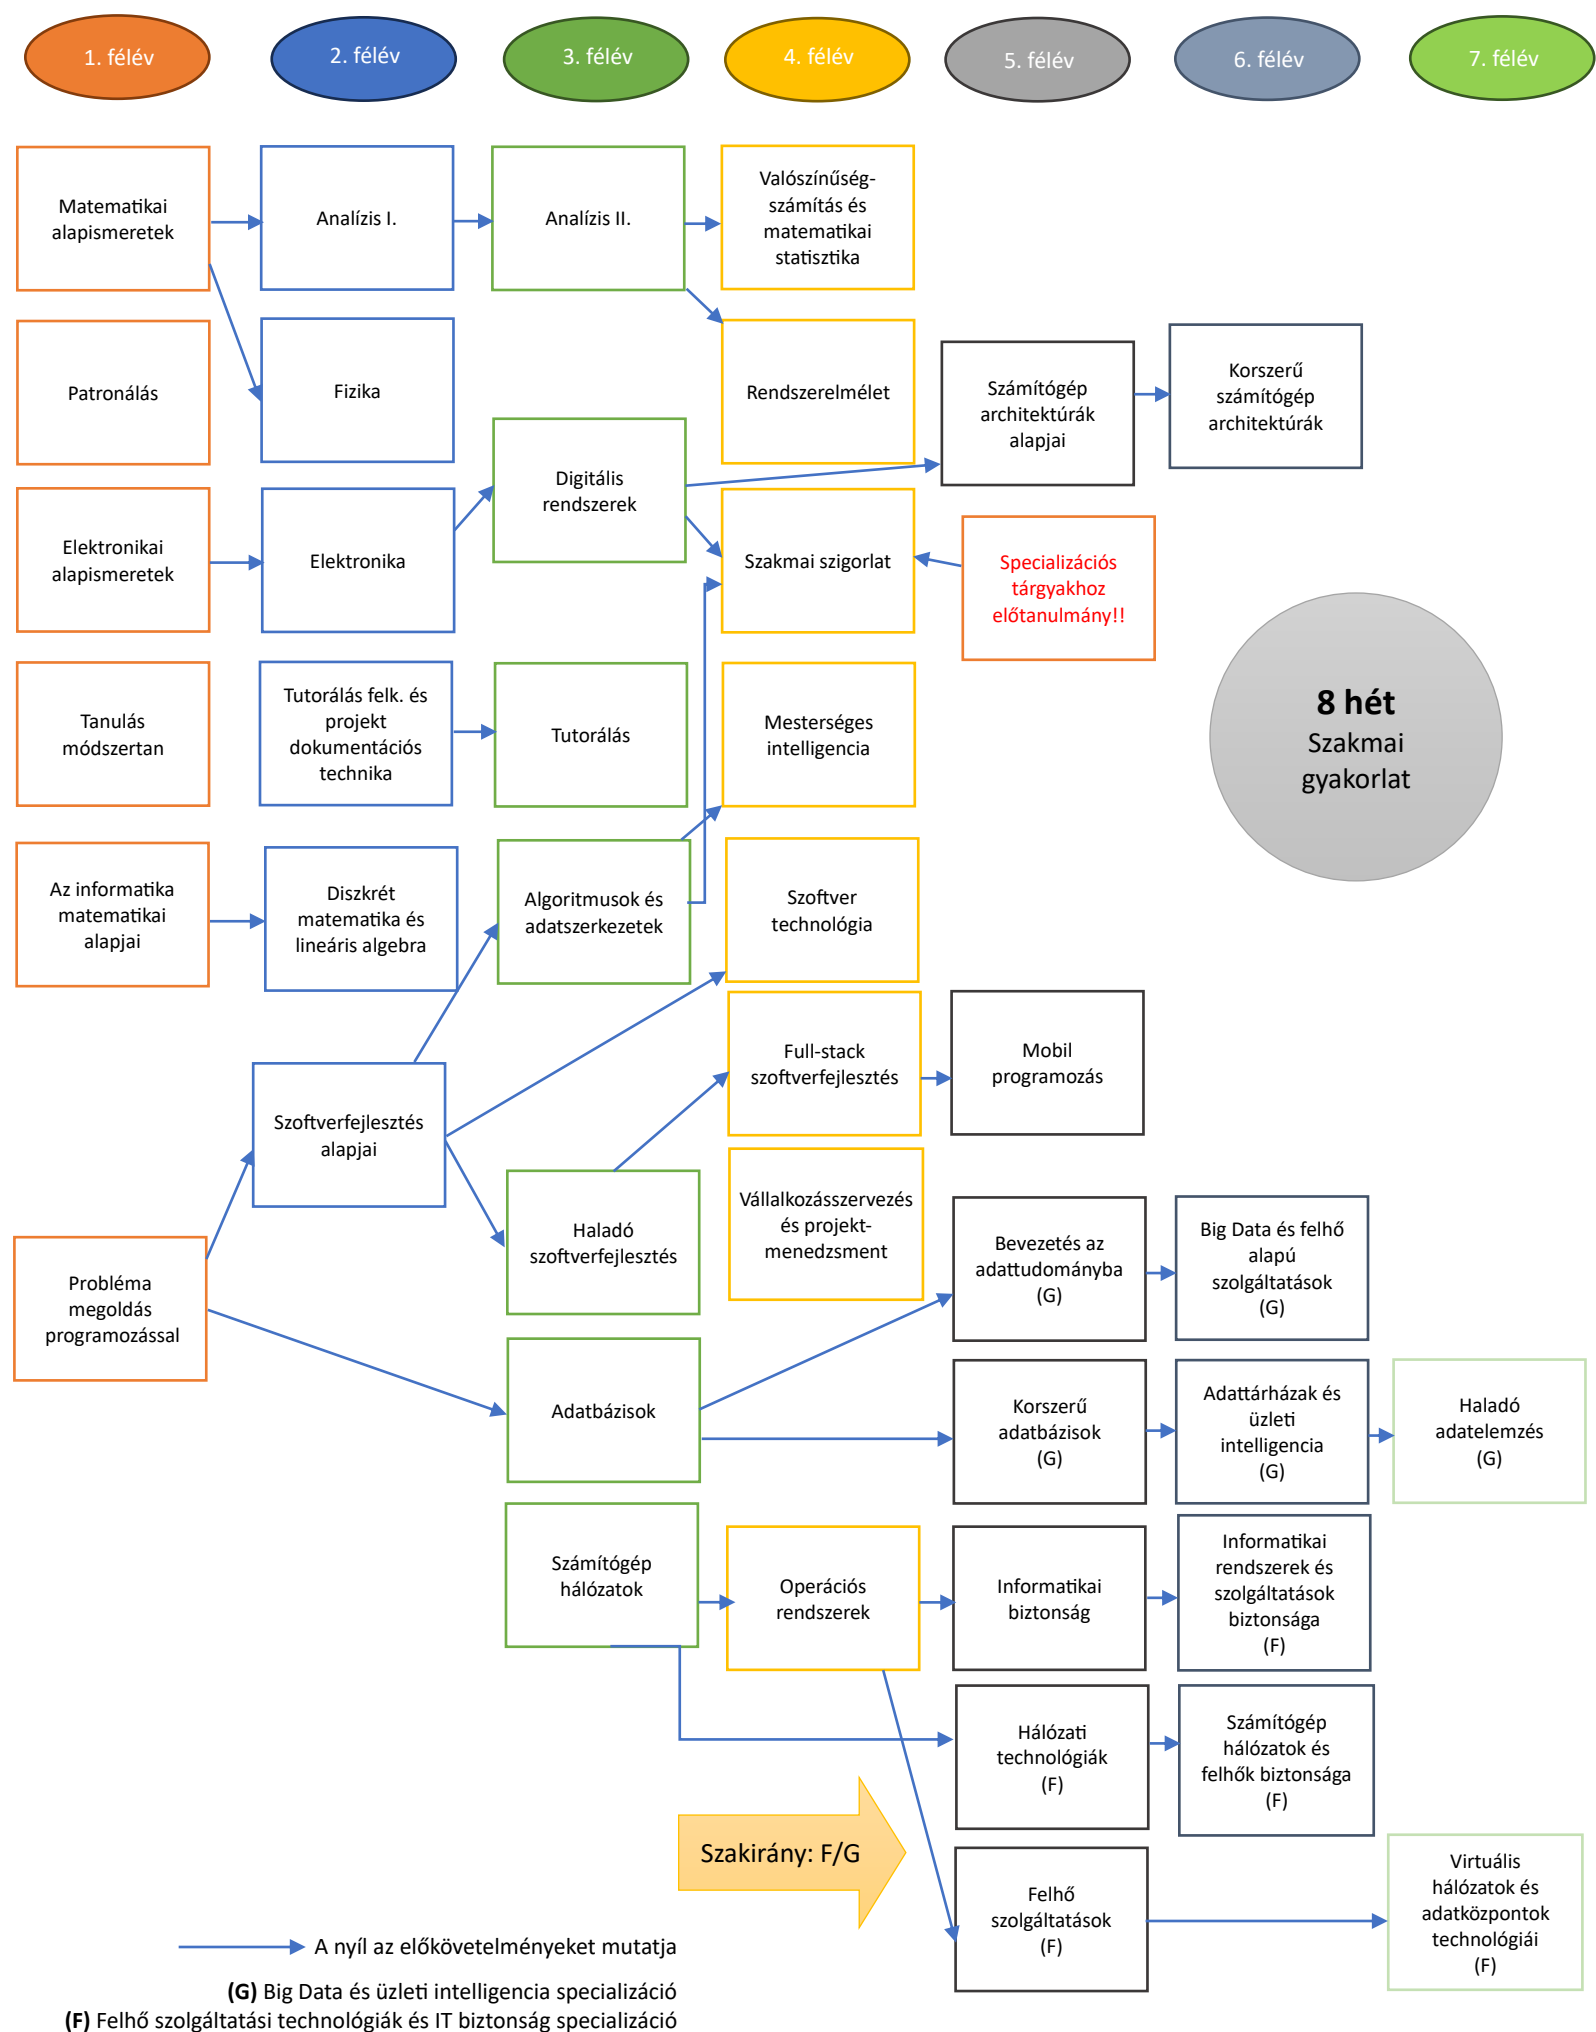 1. félév
2. félév
3. félév
4. félév
5. félév
6. félév
7. félév
Matematikai
alapismeretek
Analízis I.
Analízis II.
Valószínűség-
számítás és
matematikai
statisztika
Patronálás
Fizika
Rendszerelmélet
Számítógép
architektúrák
alapjai
Korszerű
számítógép
architektúrák
Digitális
rendszerek
Elektronikai
alapismeretek
Elektronika
Szakmai szigorlat
Specializációs
tárgyakhoz
előtanulmány!!
8 hét
Szakmai
gyakorlat
Tanulás
módszertan
Tutorálás felk. és
projekt
dokumentációs
technika
Tutorálás
Mesterséges
intelligencia
Az informatika
matematikai
alapjai
Diszkrét
matematika és
lineáris algebra
Algoritmusok és
adatszerkezetek
Szoftver
technológia
Szoftverfejlesztés
alapjai
Full-stack
szoftverfejlesztés
Mobil
programozás
Probléma
megoldás
programozással
Haladó
szoftverfejlesztés
Vállalkozásszervezés
és projekt-
menedzsment
Bevezetés az
adattudományba
(G)
Big Data és felhő
alapú
szolgáltatások
(G)
Adatbázisok
Korszerű
adatbázisok
(G)
Adattárházak és
üzleti
intelligencia
(G)
Haladó
adatelemzés
(G)
Számítógép
hálózatok
Operációs
rendszerek
Informatikai
biztonság
Informatikai
rendszerek és
szolgáltatások
biztonsága
(F)
Hálózati
technológiák
(F)
Számítógép
hálózatok és
felhők biztonsága
(F)
Szakirány: F/G
Felhő
szolgáltatások
(F)
Virtuális
hálózatok és
adatközpontok
technológiái
(F)
A nyíl az előkövetelményeket mutatja
(G) Big Data és üzleti intelligencia specializáció
(F) Felhő szolgáltatási technológiák és IT biztonság specializáció